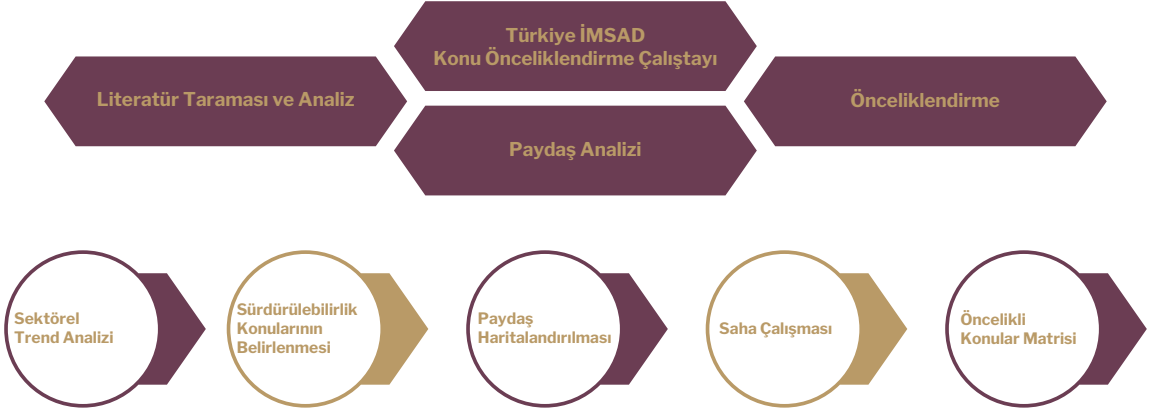 Türkiye İMSAD
Konu Önceliklendirme Çalıştayı
Literatür Taraması ve Analiz
Önceliklendirme
Paydaş Analizi
Sektörel
Trend Analizi
Sürdürülebilirlik
Konularının
Belirlenmesi
Paydaş
Haritalandırılması
Saha Çalışması
Öncelikli
Konular Matrisi